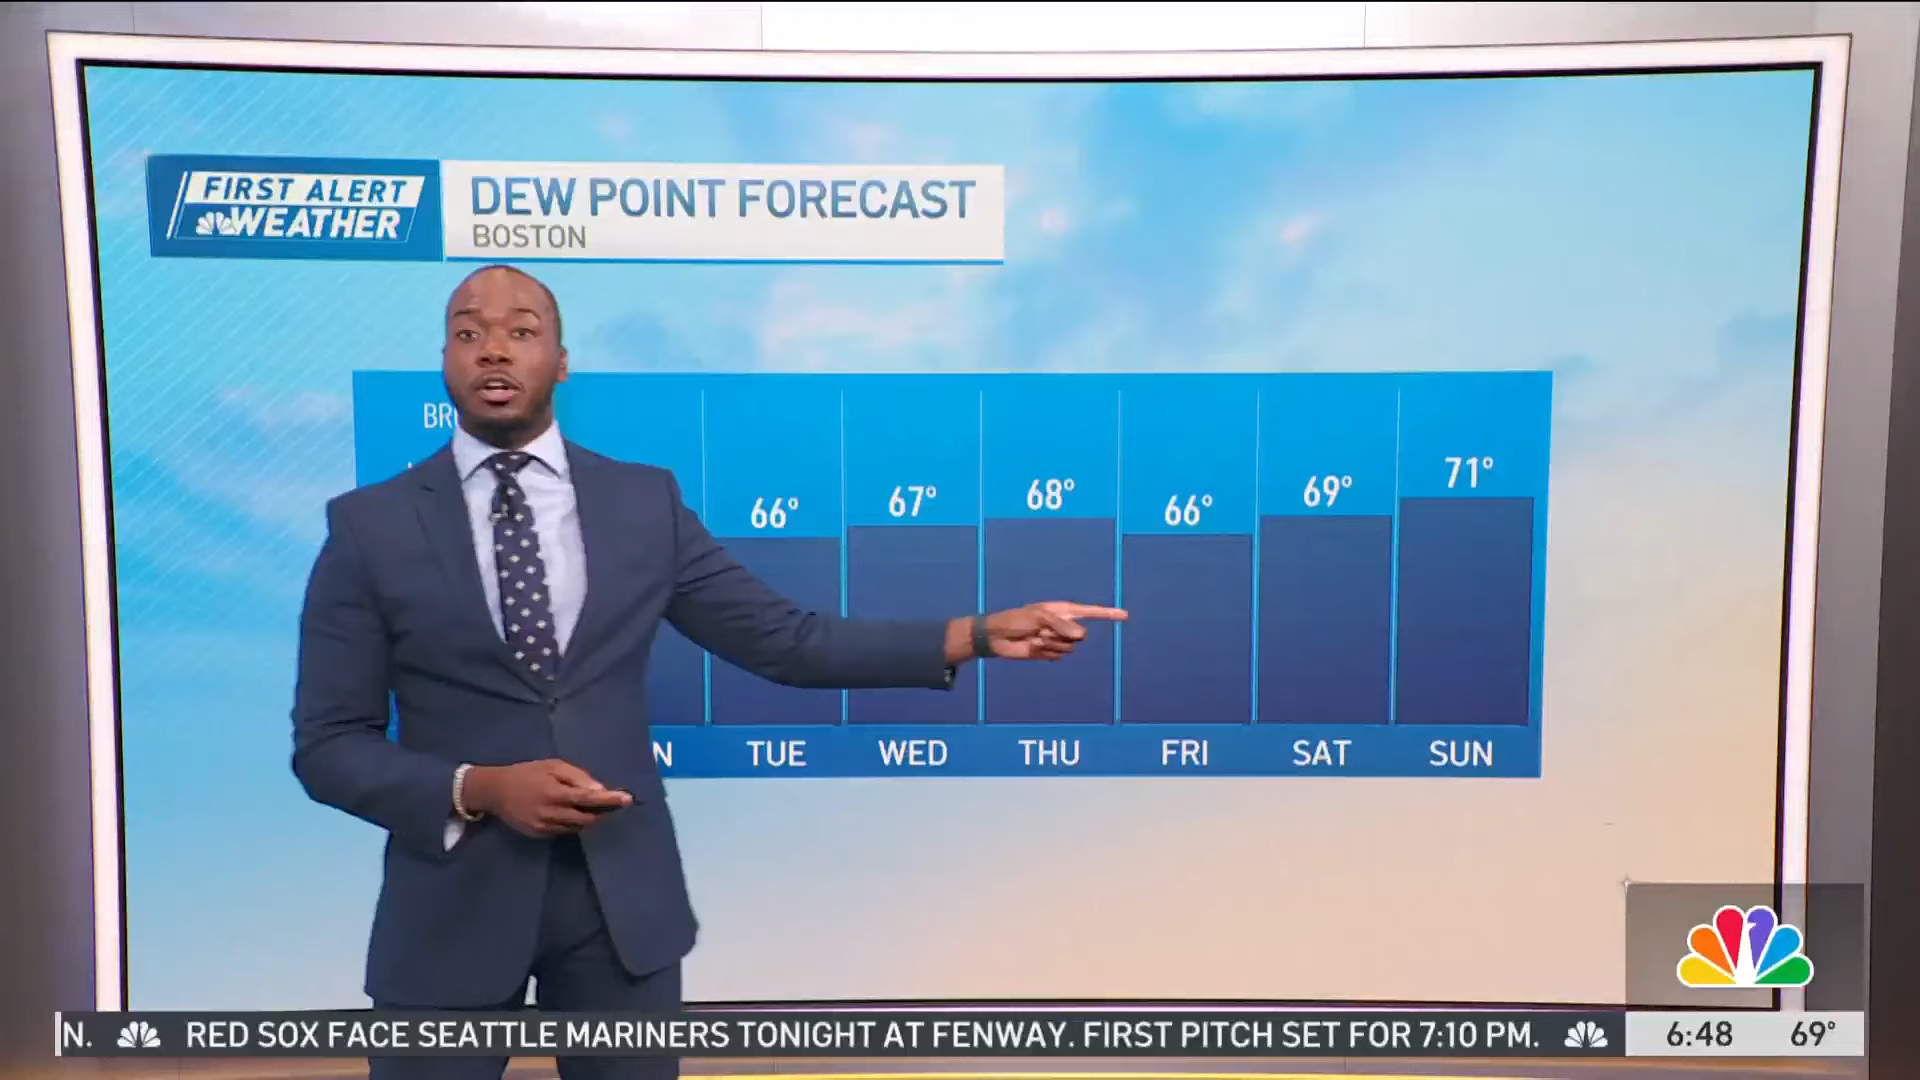 FIRST ALERT
WEATHER
DEW POINT FORECAST
BOSTON
66° 67° 68° 66° 69° 71°
TUE WED THU FRI SAT SUN
N. RED SOX FACE SEATTLE MARINERS TONIGHT AT FENWAY. FIRST PITCH SET FOR 7:10 PM.
6:48 69°